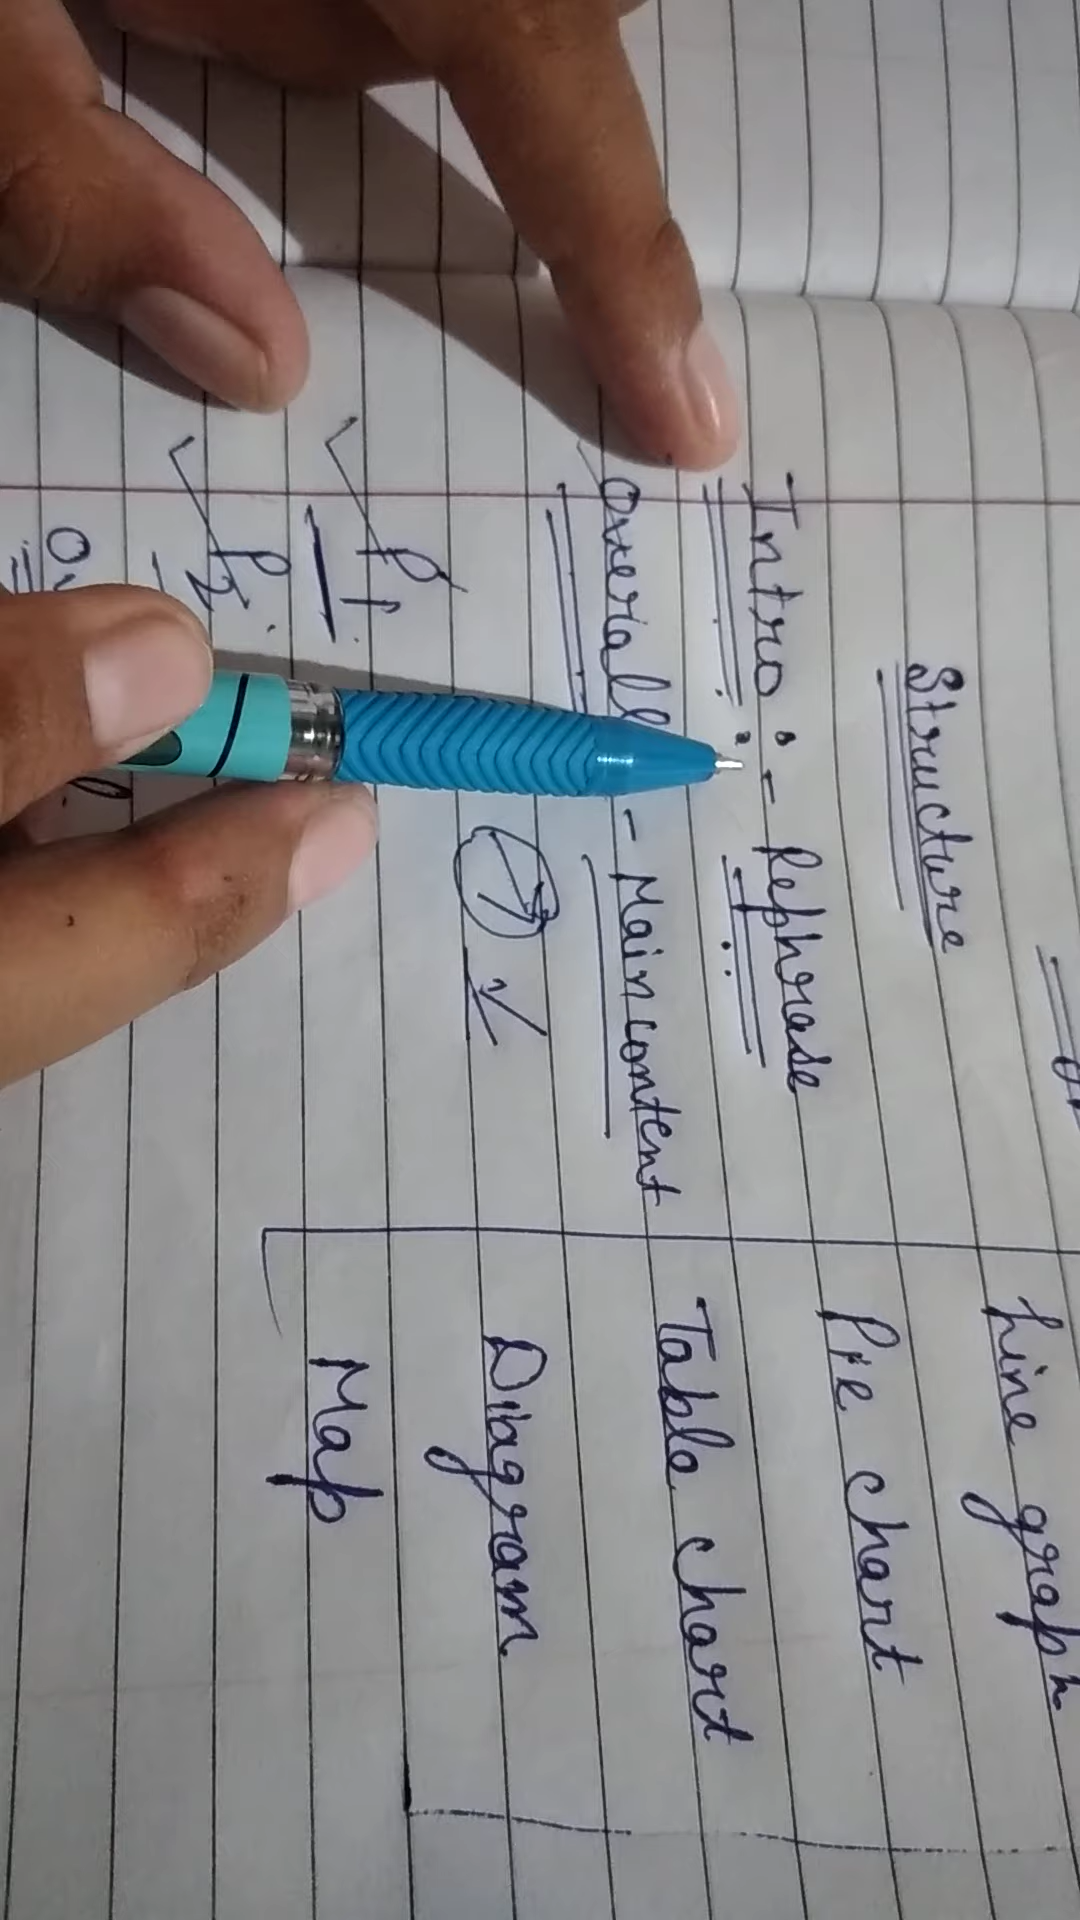 Structure
Intro :- Rephrase
Overall - Main content
P1.
P2.
Line graph
Pie chart
Table chart
Diagram
Map